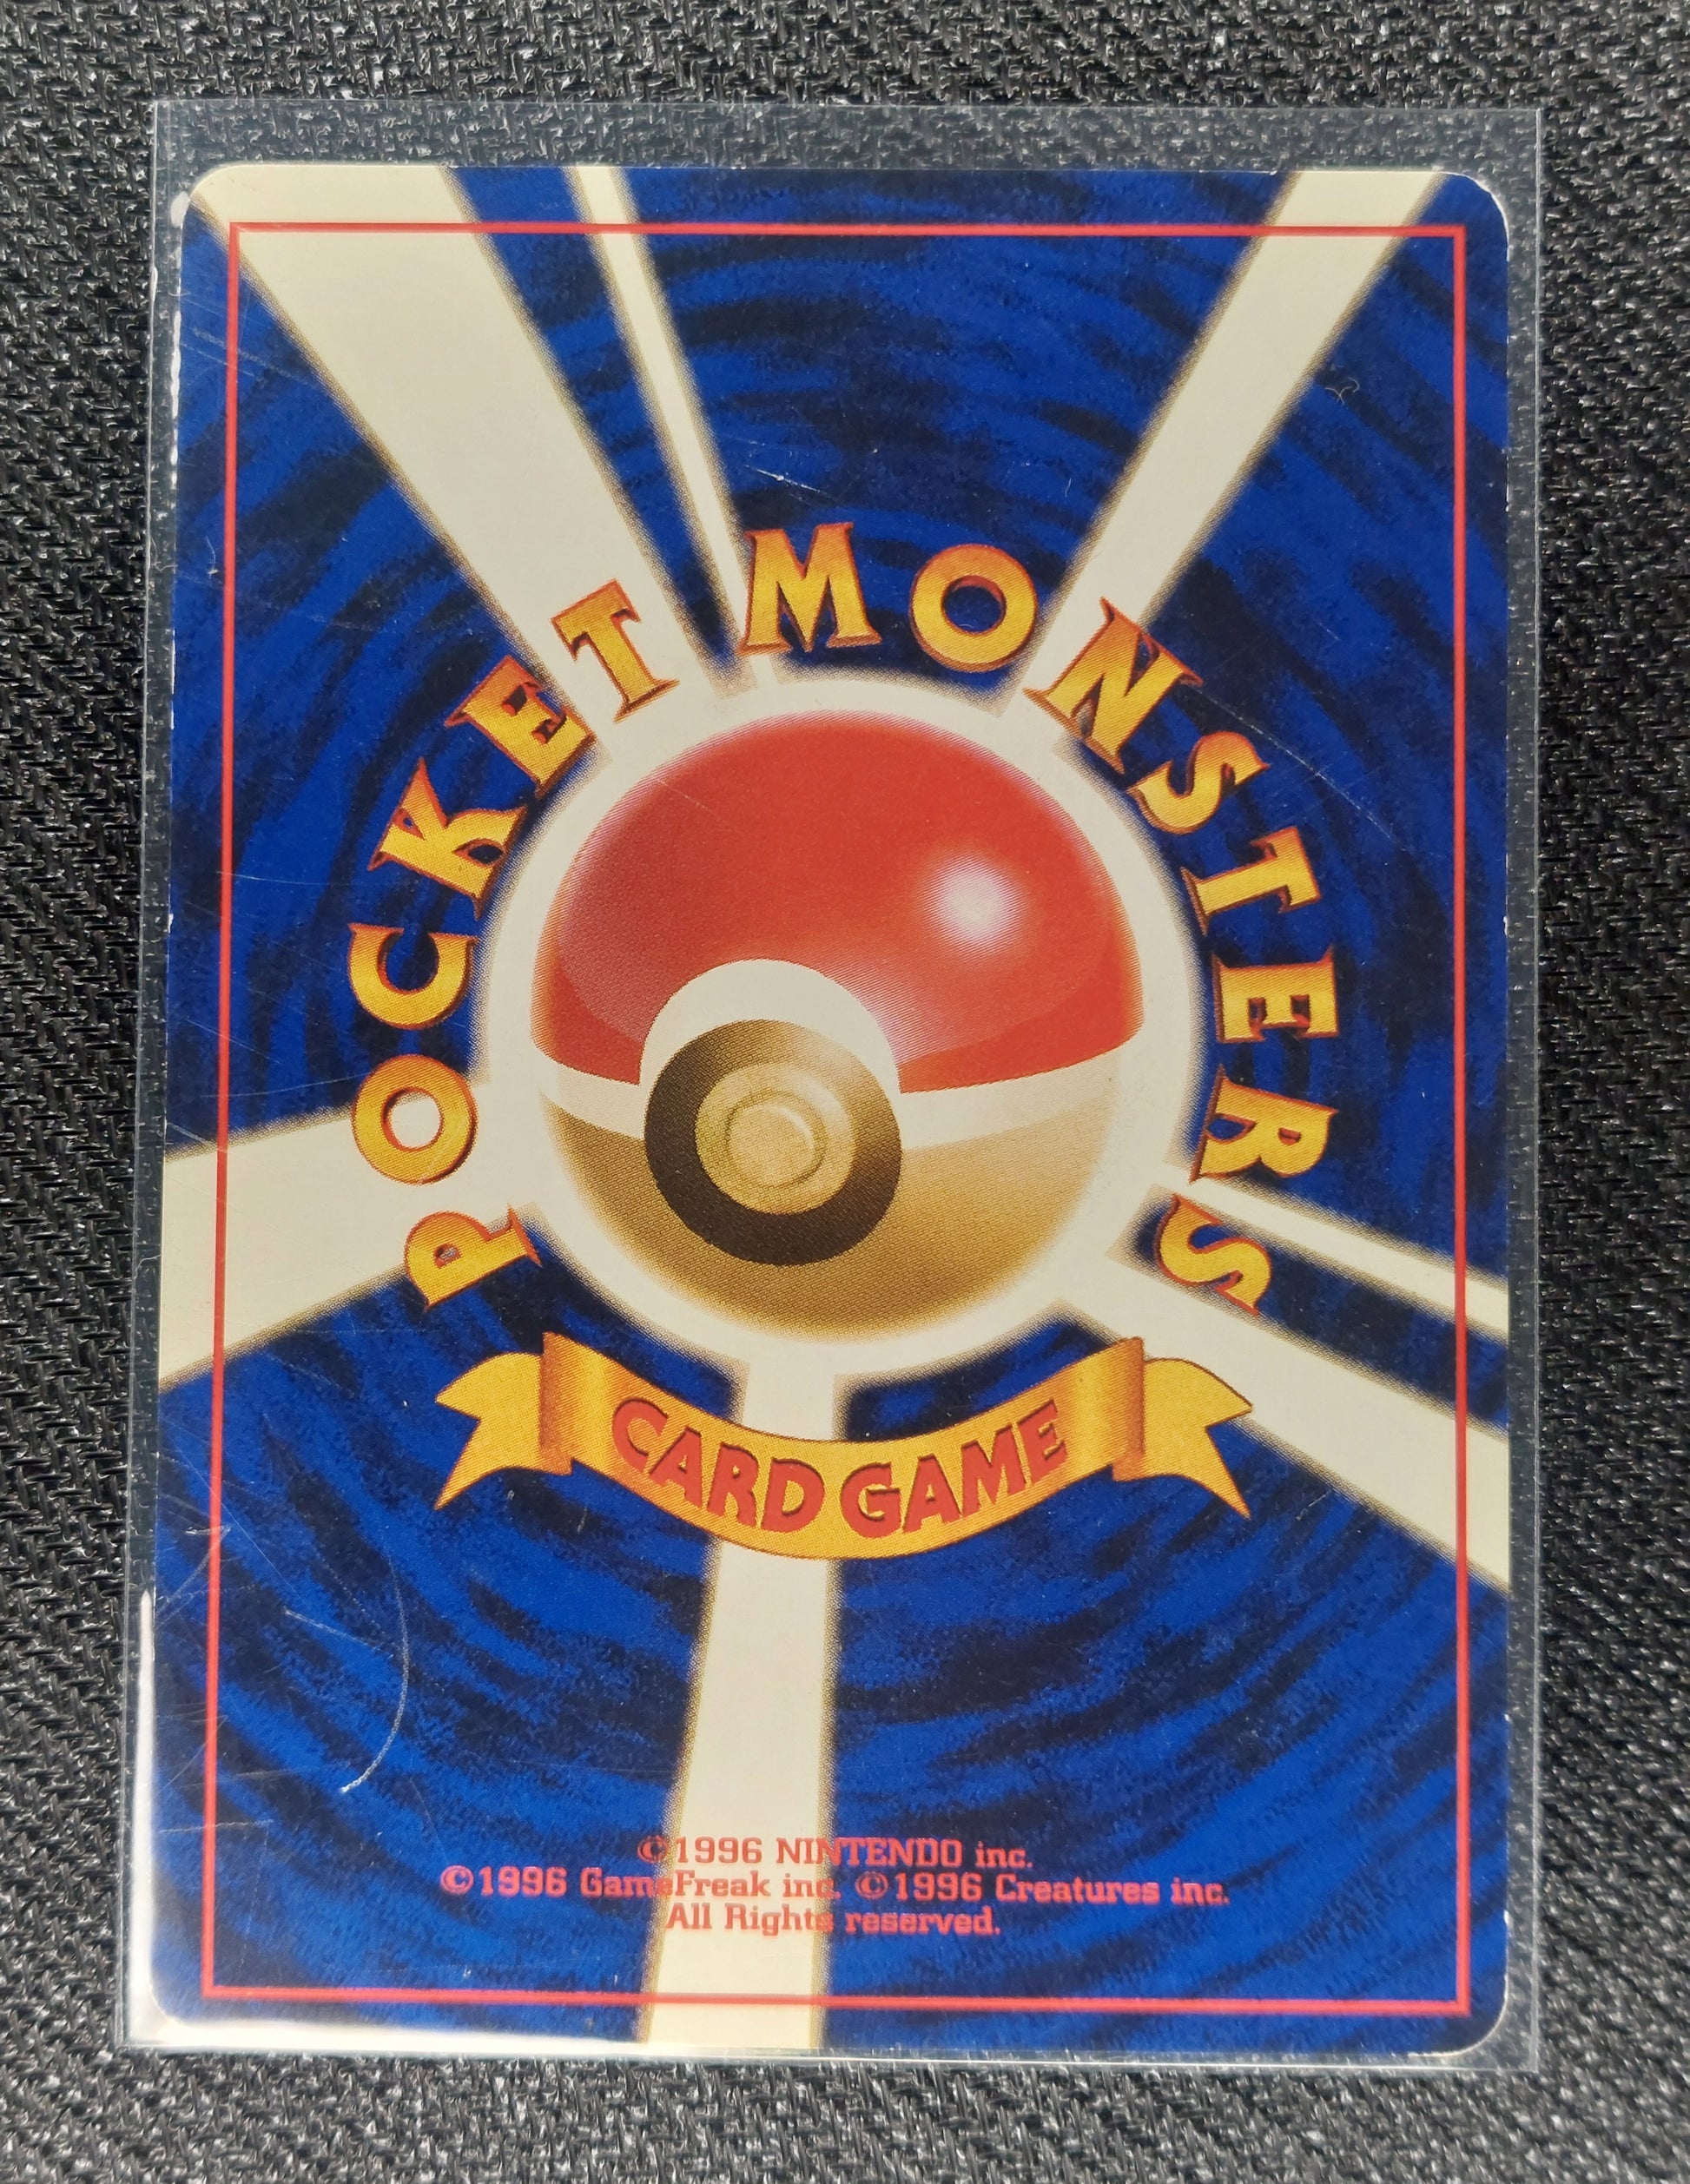 POCKET MONSTERS
CARD GAME
©1996 NINTENDO inc.
©1996 GameFreak inc. ©1996 Creatures inc.
All Rights reserved.